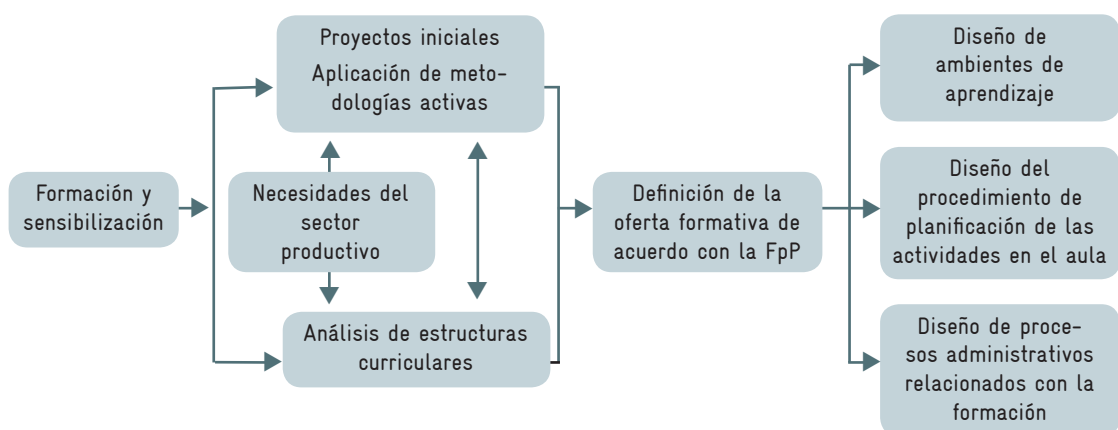 Formación y
sensibilización
Proyectos iniciales
Aplicación de meto-
dologías activas
Necesidades del
sector
productivo
Análisis de estructuras
curriculares
Definición de la
oferta formativa de
acuerdo con la FpP
Diseño de
ambientes de
aprendizaje
Diseño del
procedimiento de
planificación de las
actividades en el aula
Diseño de proce-
sos administrativos
relacionados con la
formación